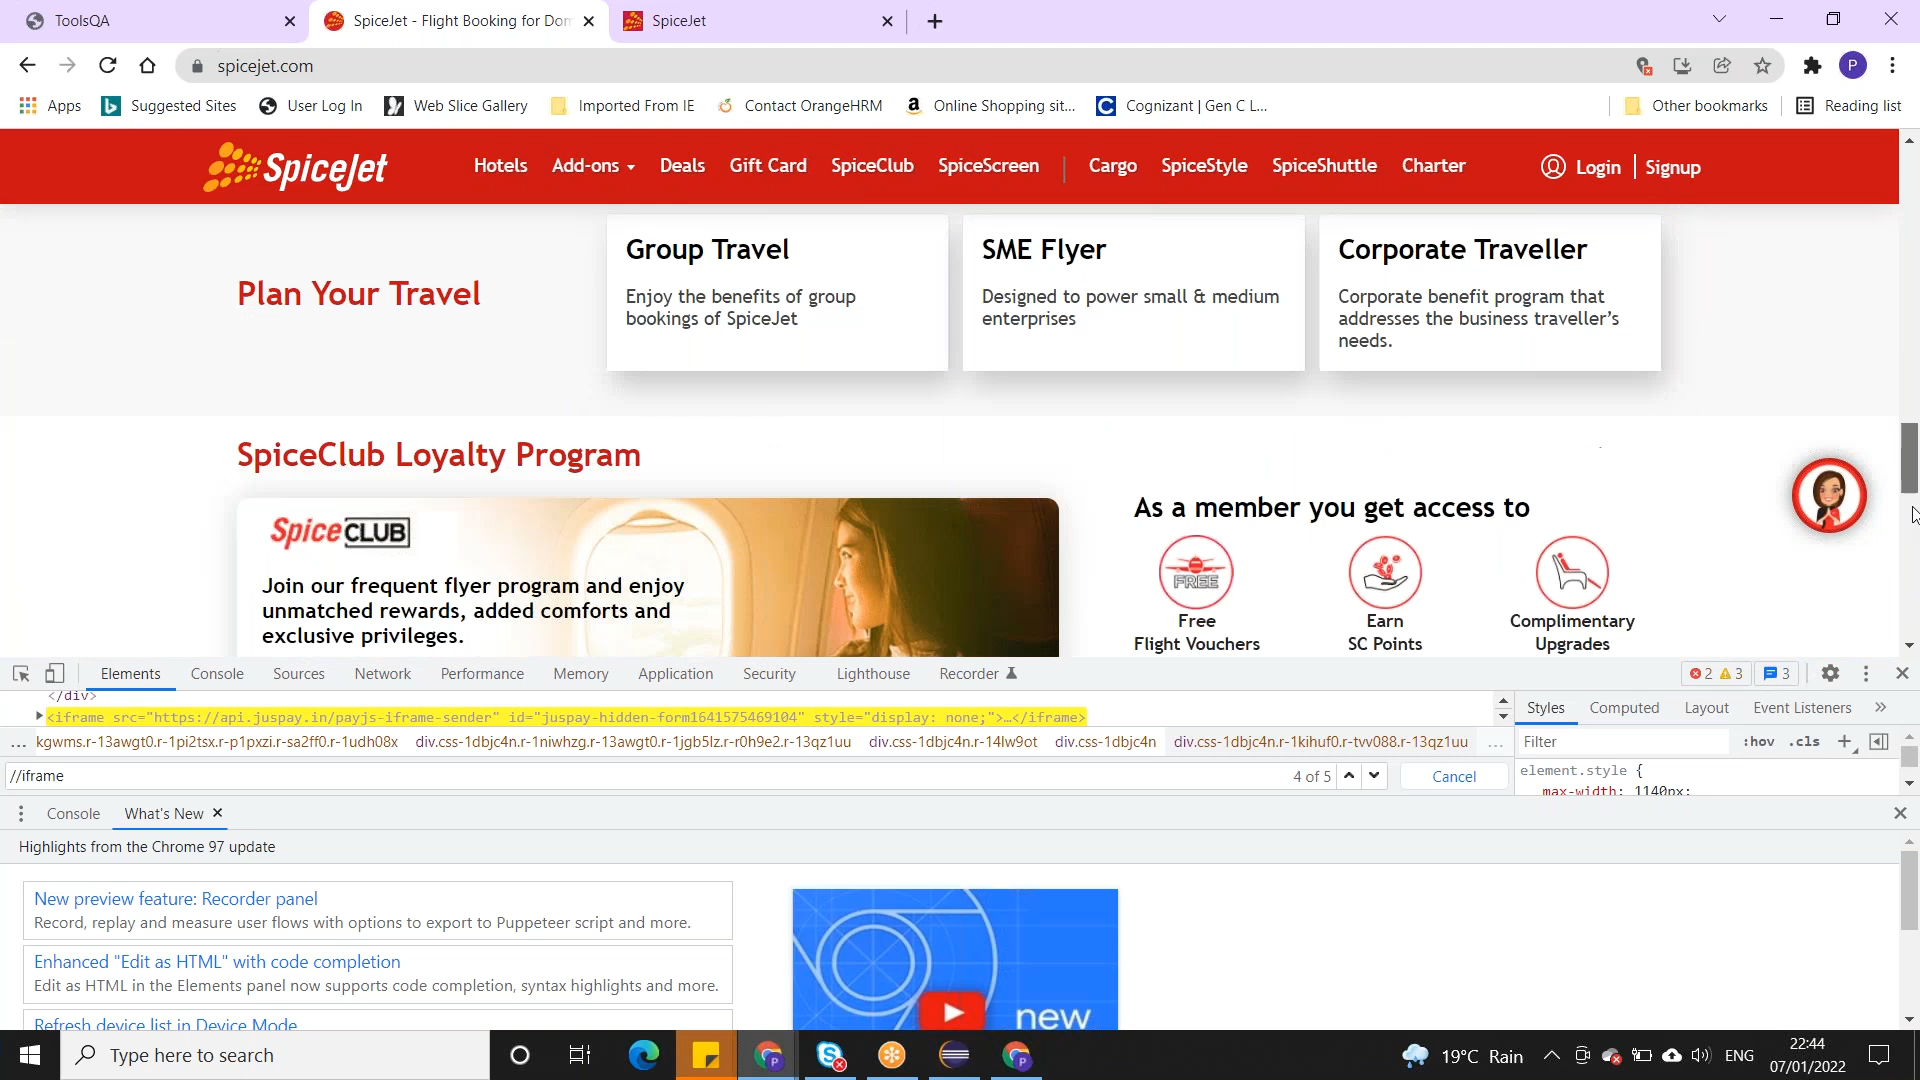 ToolsQA
SpiceJet - Flight Booking for Dom
SpiceJet
spicejet.com
P
Apps
Suggested Sites
User Log In
Web Slice Gallery
Imported From IE
Contact OrangeHRM
Online Shopping sit...
Cognizant | Gen C L...
Other bookmarks
Reading list
SpiceJet
Hotels
Add-ons
Deals
Gift Card
SpiceClub
SpiceScreen
Cargo
SpiceStyle
SpiceShuttle
Charter
Login
Signup
Plan Your Travel
Group Travel
Enjoy the benefits of group
bookings of SpiceJet
SME Flyer
Designed to power small & medium
enterprises
Corporate Traveller
Corporate benefit program that
addresses the business traveller's
needs.
SpiceClub Loyalty Program
Spice CLUB
Join our frequent flyer program and enjoy
unmatched rewards, added comforts and
exclusive privileges.
As a member you get access to
FREE
Free
Flight Vouchers
Earn
SC Points
Complimentary
Upgrades
Elements
Console
Sources
Network
Performance
Memory
Application
Security
Lighthouse
Recorder
2
3
3
</div>
<iframe src="https://api.juspay.in/payjs-iframe-sender" id="juspay-hidden-form1641575469104" style="display: none;">…</iframe>
... kgwms.r-13awgt0.r-1pi2tsx.r-p1pxzi.r-sa2ff0.r-1udh08x div.css-1dbjc4n.r-1niwhzg.r-13awgt0.r-1jgb5lz.r-r0h9e2.r-13qz1uu div.css-1dbjc4n.r-14lw9ot div.css-1dbjc4n div.css-1dbjc4n.r-1kihuf0.r-tvv088.r-13qz1uu ...
//iframe
4 of 5
Cancel
Styles
Computed
Layout
Event Listeners
Filter
:hov .cls
element.style {
max-width: 1140px;
Console
What's New
Highlights from the Chrome 97 update
New preview feature: Recorder panel
Record, replay and measure user flows with options to export to Puppeteer script and more.
Enhanced "Edit as HTML" with code completion
Edit as HTML in the Elements panel now supports code completion, syntax highlights and more.
Refresh device list in Device Mode
new
Type here to search
P
P
19°C Rain
ENG
22:44
07/01/2022